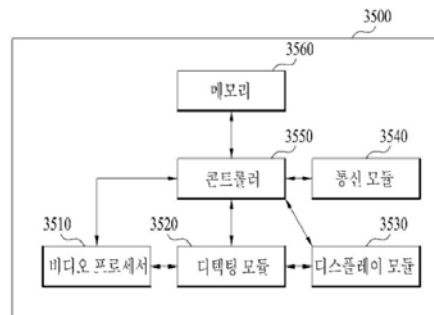 3500
3560
메모리
3550
3540
콘트롤러
통신 모듈
3510
3520
3530
비디오 프로세서
디텍팅 모듈
디스플레이 모듈